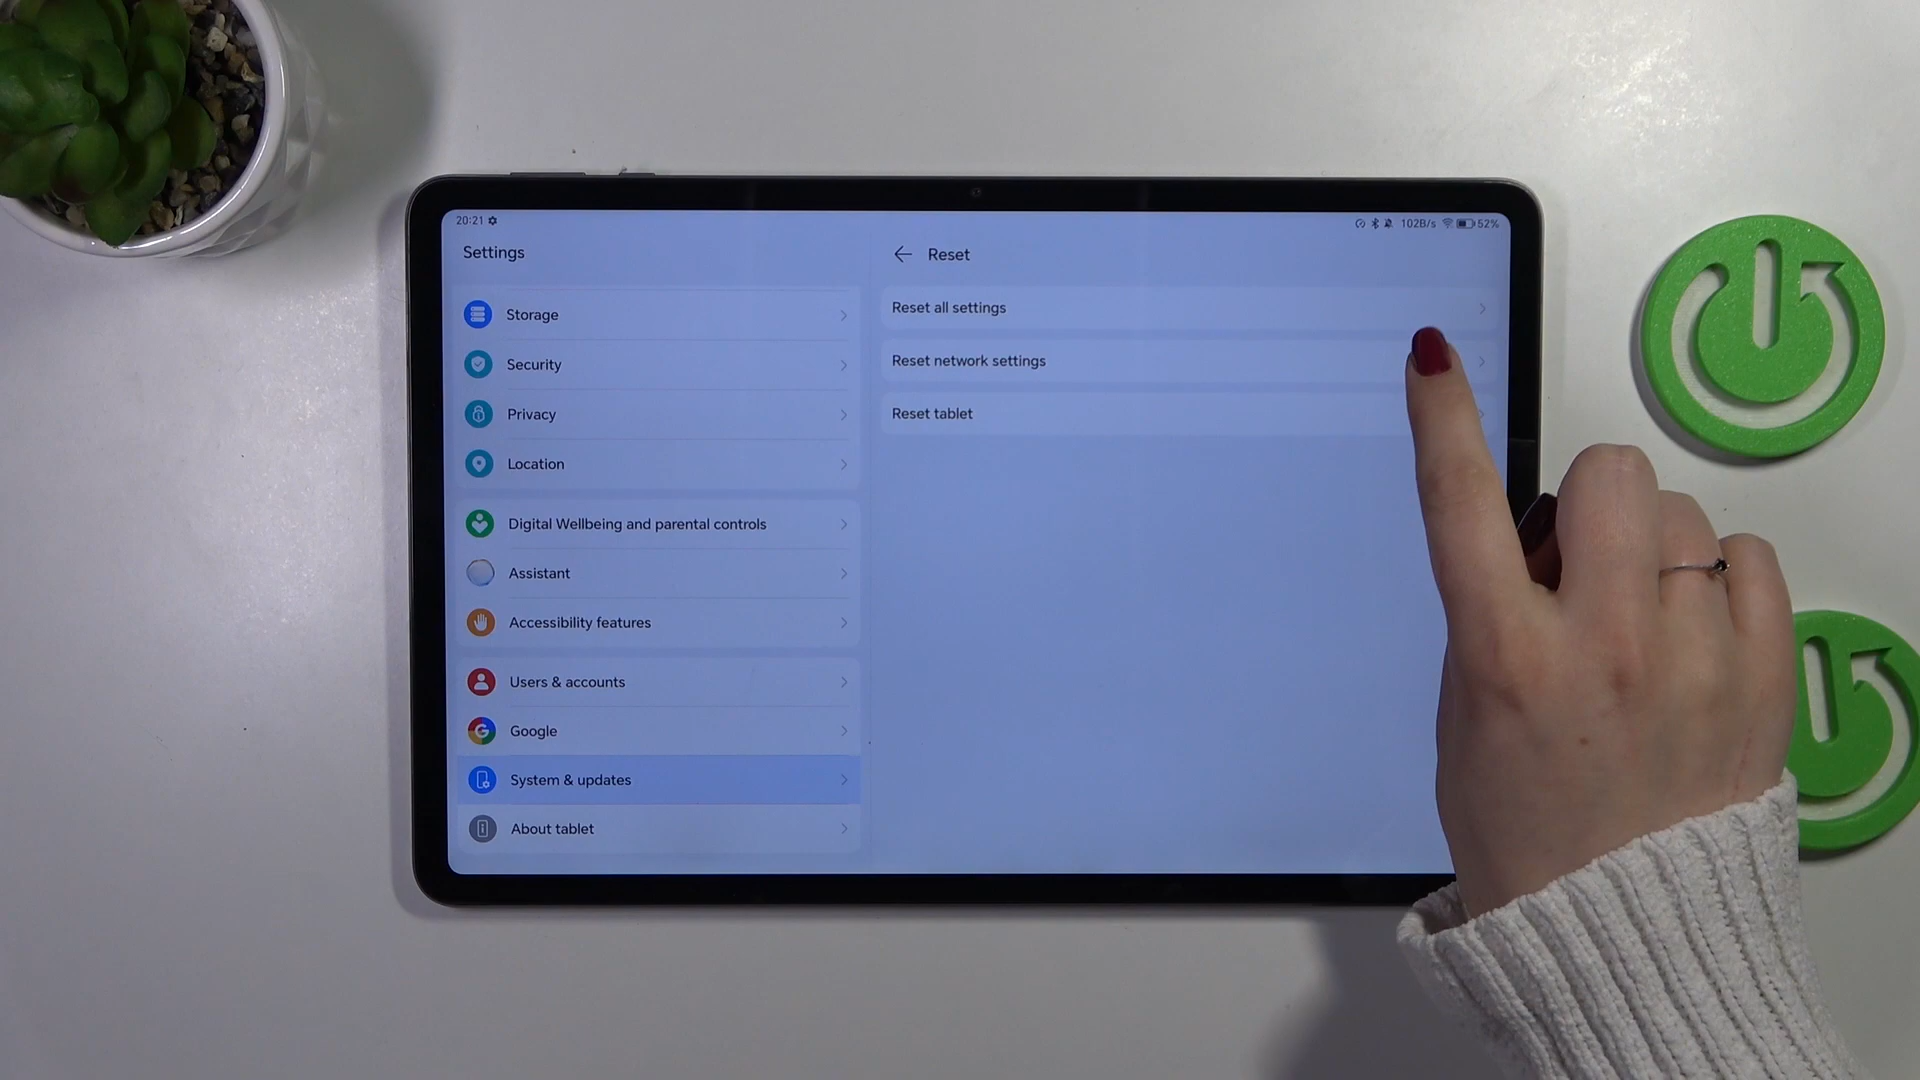 20:21
102B/s 52%
Settings
Reset
Storage
Security
Privacy
Location
Digital Wellbeing and parental controls
Assistant
Accessibility features
Users & accounts
Google
System & updates
About tablet
Reset all settings
Reset network settings
Reset tablet